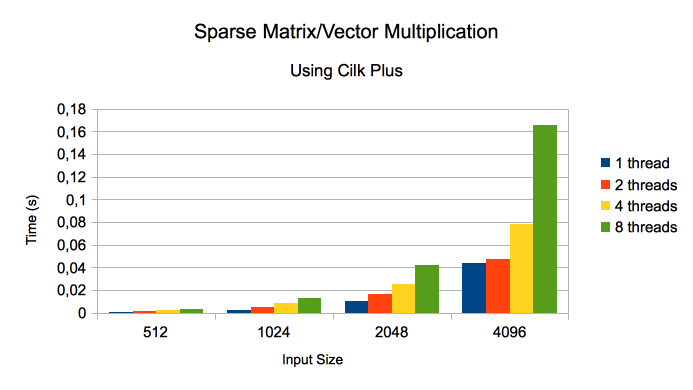 Sparse Matrix/Vector Multiplication
Using Cilk Plus
Time (s)
0,18
0,16
0,14
0,12
0,1
0,08
0,06
0,04
0,02
0
512
1024
2048
4096
Input Size
1 thread
2 threads
4 threads
8 threads